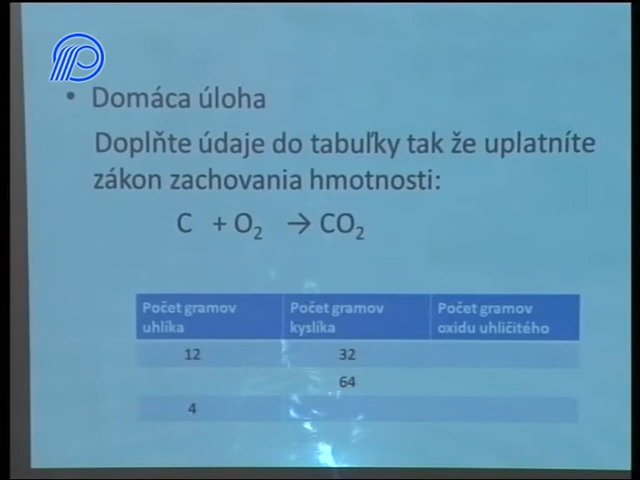 • Domáca úloha
Doplňte údaje do tabuľky tak že uplatníte
zákon zachovania hmotnosti:
C + O₂ → CO₂
Počet gramov uhlíka Počet gramov kyslíka Počet gramov oxidu uhličitého
12 32
64
4